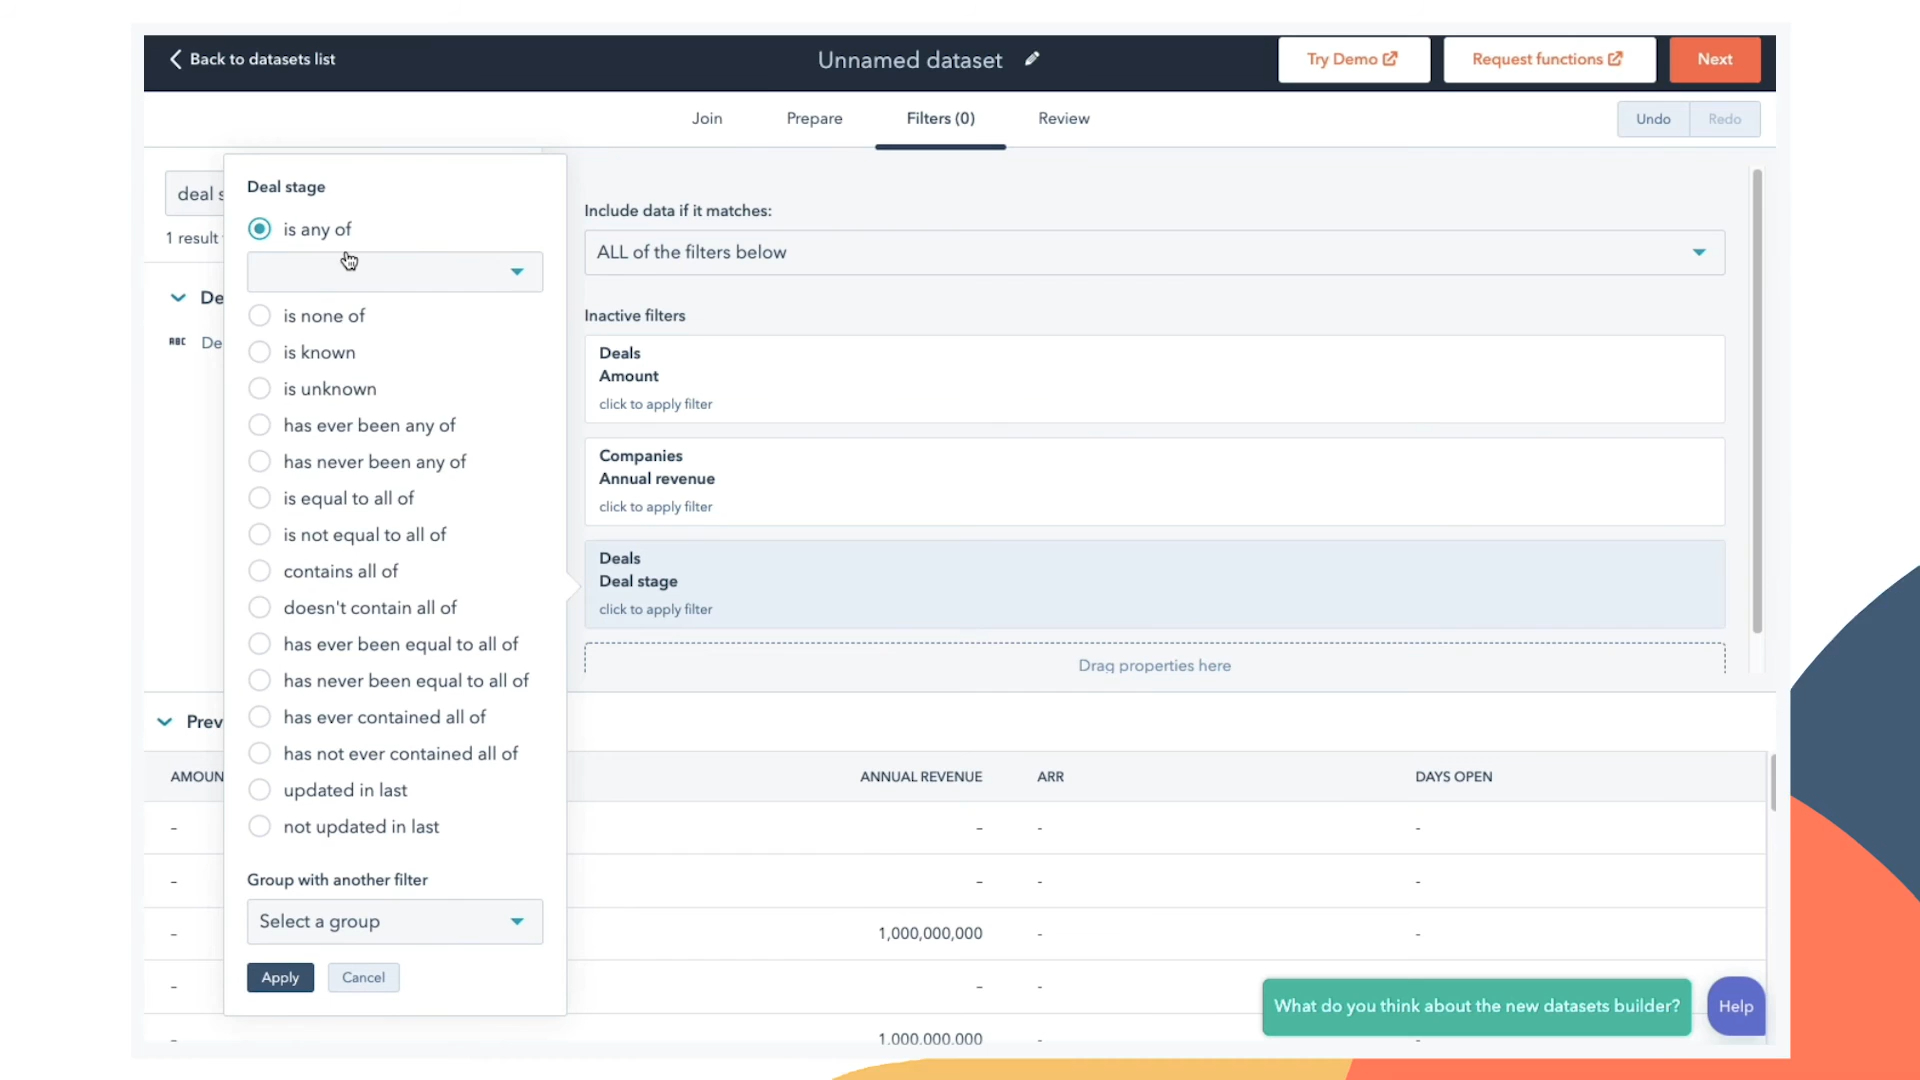 Back to datasets list
Unnamed dataset
Try Demo
Request functions
Next
Join
Prepare
Filters (0)
Review
Undo
Redo
deal s
1 result
De
ABC De
Deal stage
is any of
is none of
is known
is unknown
has ever been any of
has never been any of
is equal to all of
is not equal to all of
contains all of
doesn't contain all of
has ever been equal to all of
has never been equal to all of
has ever contained all of
has not ever contained all of
updated in last
not updated in last
Group with another filter
Select a group
Apply
Cancel
Include data if it matches:
ALL of the filters below
Inactive filters
Deals
Amount
click to apply filter
Companies
Annual revenue
click to apply filter
Deals
Deal stage
click to apply filter
Drag properties here
Prev
AMOUN
ANNUAL REVENUE
ARR
DAYS OPEN
– – - -
– – - -
– 1,000,000,000 - -
– – - -
– 1,000,000,000 - -
What do you think about the new datasets builder?
Help